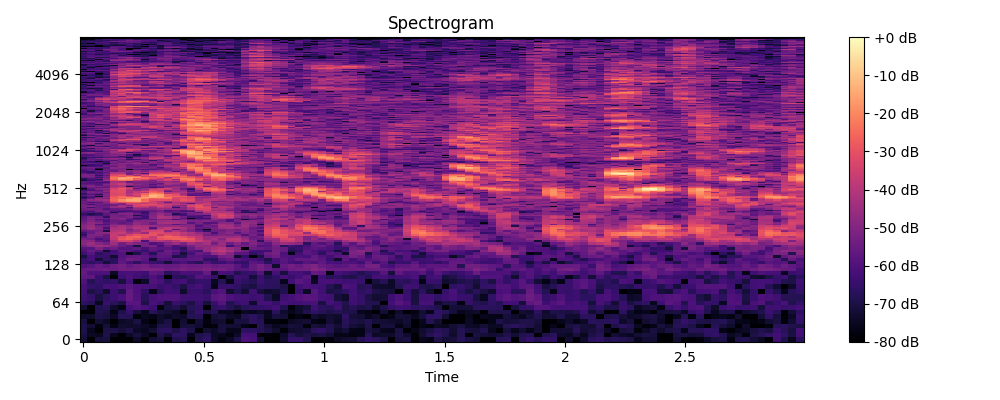 Spectrogram
Hz
4096
2048
1024
512
256
128
64
0
0
0.5
1
1.5
2
2.5
Time
+0 dB
-10 dB
-20 dB
-30 dB
-40 dB
-50 dB
-60 dB
-70 dB
-80 dB